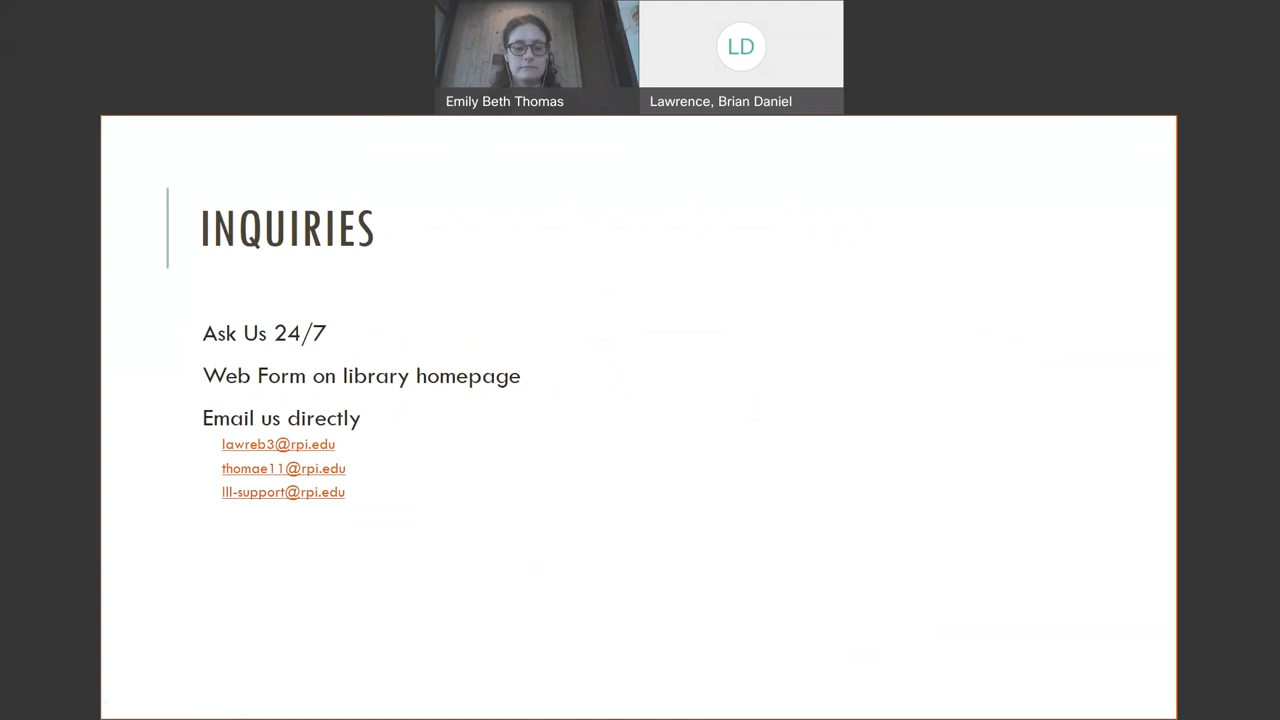 LD
Emily Beth Thomas
Lawrence, Brian Daniel
INQUIRIES
Ask Us 24/7
Web Form on library homepage
Email us directly
lawreb3@rpi.edu
thomae11@rpi.edu
Ill-support@rpi.edu